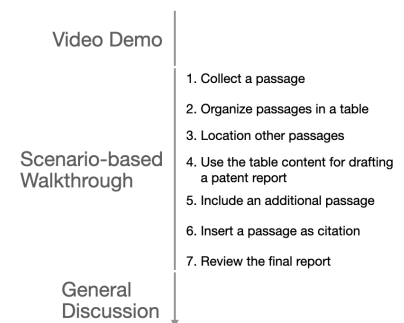 Video Demo
1. Collect a passage
2. Organize passages in a table
3. Location other passages
Scenario-based
Walkthrough
4. Use the table content for drafting
a patent report
5. Include an additional passage
6. Insert a passage as citation
7. Review the final report
General
Discussion